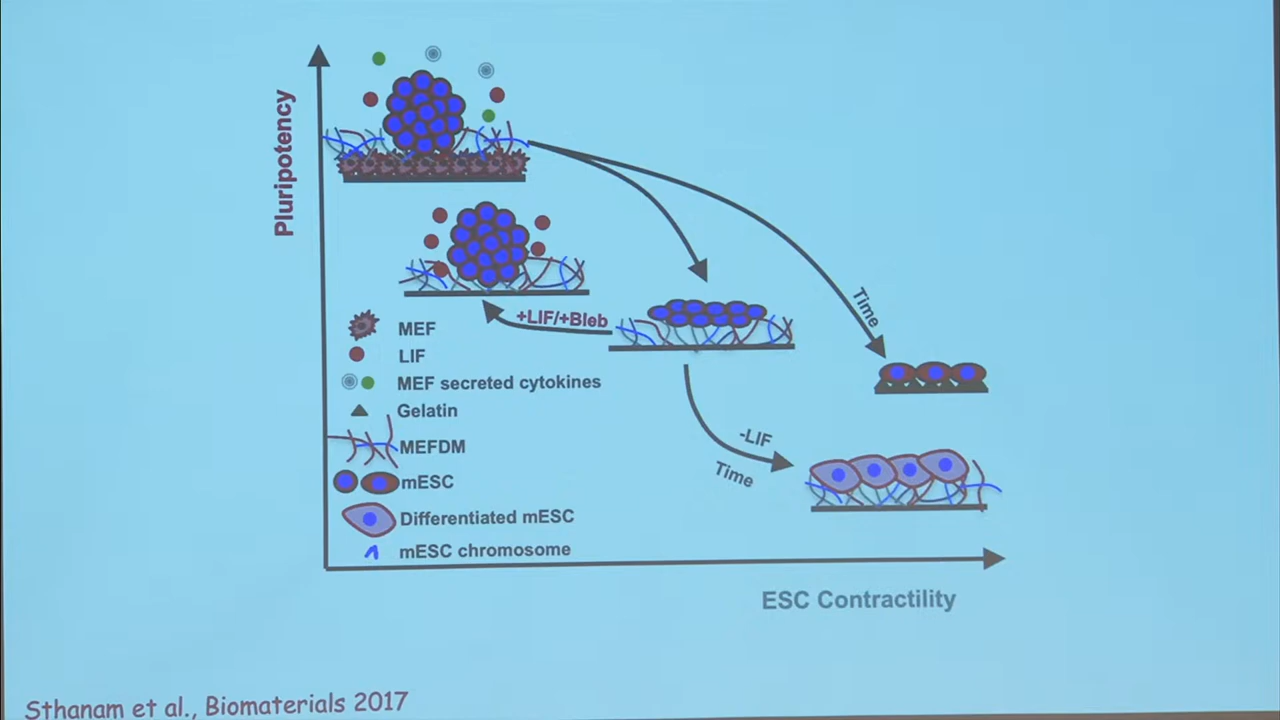 Pluripotency
Time
+LIF/+Bleb
MEF
LIF
MEF secreted cytokines
Gelatin
MEFDM
mESC
Differentiated mESC
mESC chromosome
-LIF
Time
ESC Contractility
Sthanam et al., Biomaterials 2017